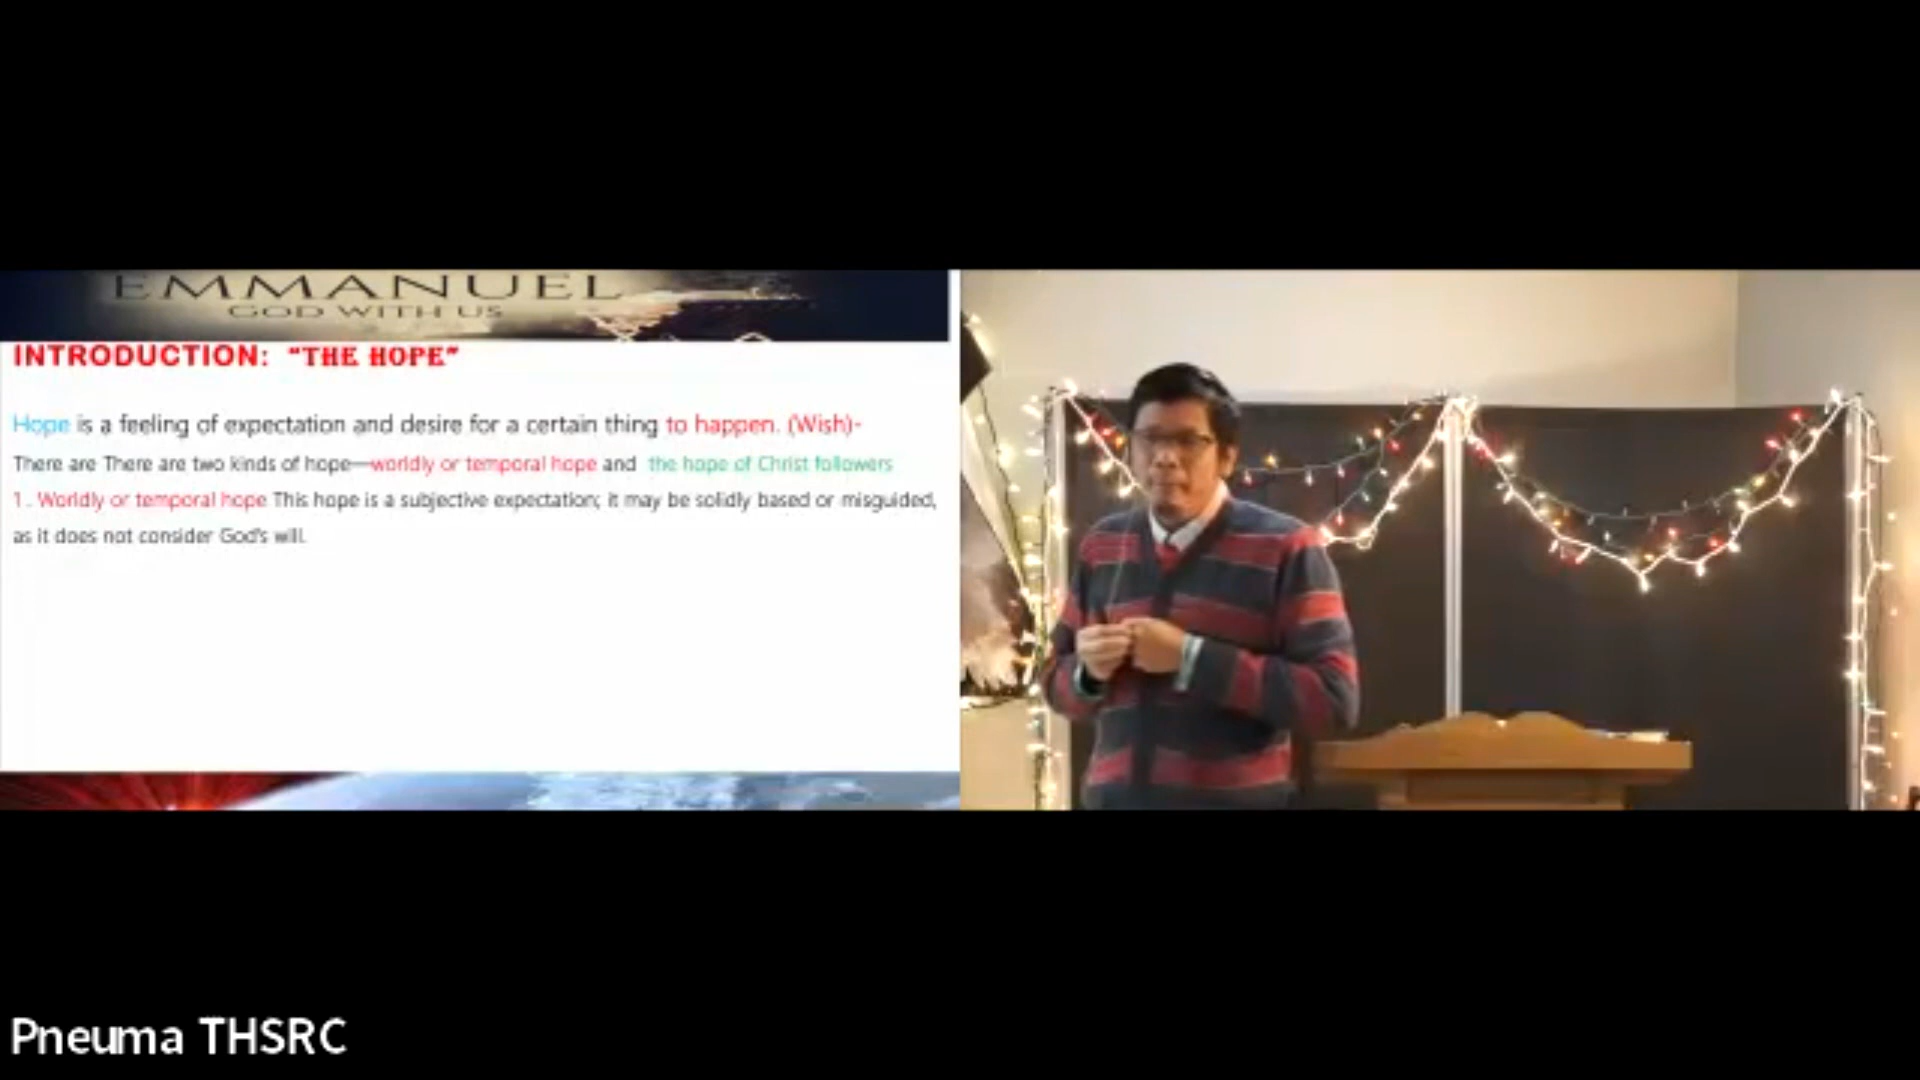 EMMANUEL
GOD WITH US
INTRODUCTION: “THE HOPE”
Hope is a feeling of expectation and desire for a certain thing to happen. (Wish)-
There are There are two kinds of hope—worldly or temporal hope and the hope of Christ followers
1. Worldly or temporal hope This hope is a subjective expectation; it may be solidly based or misguided,
as it does not consider God's will.
Pneuma THSRC